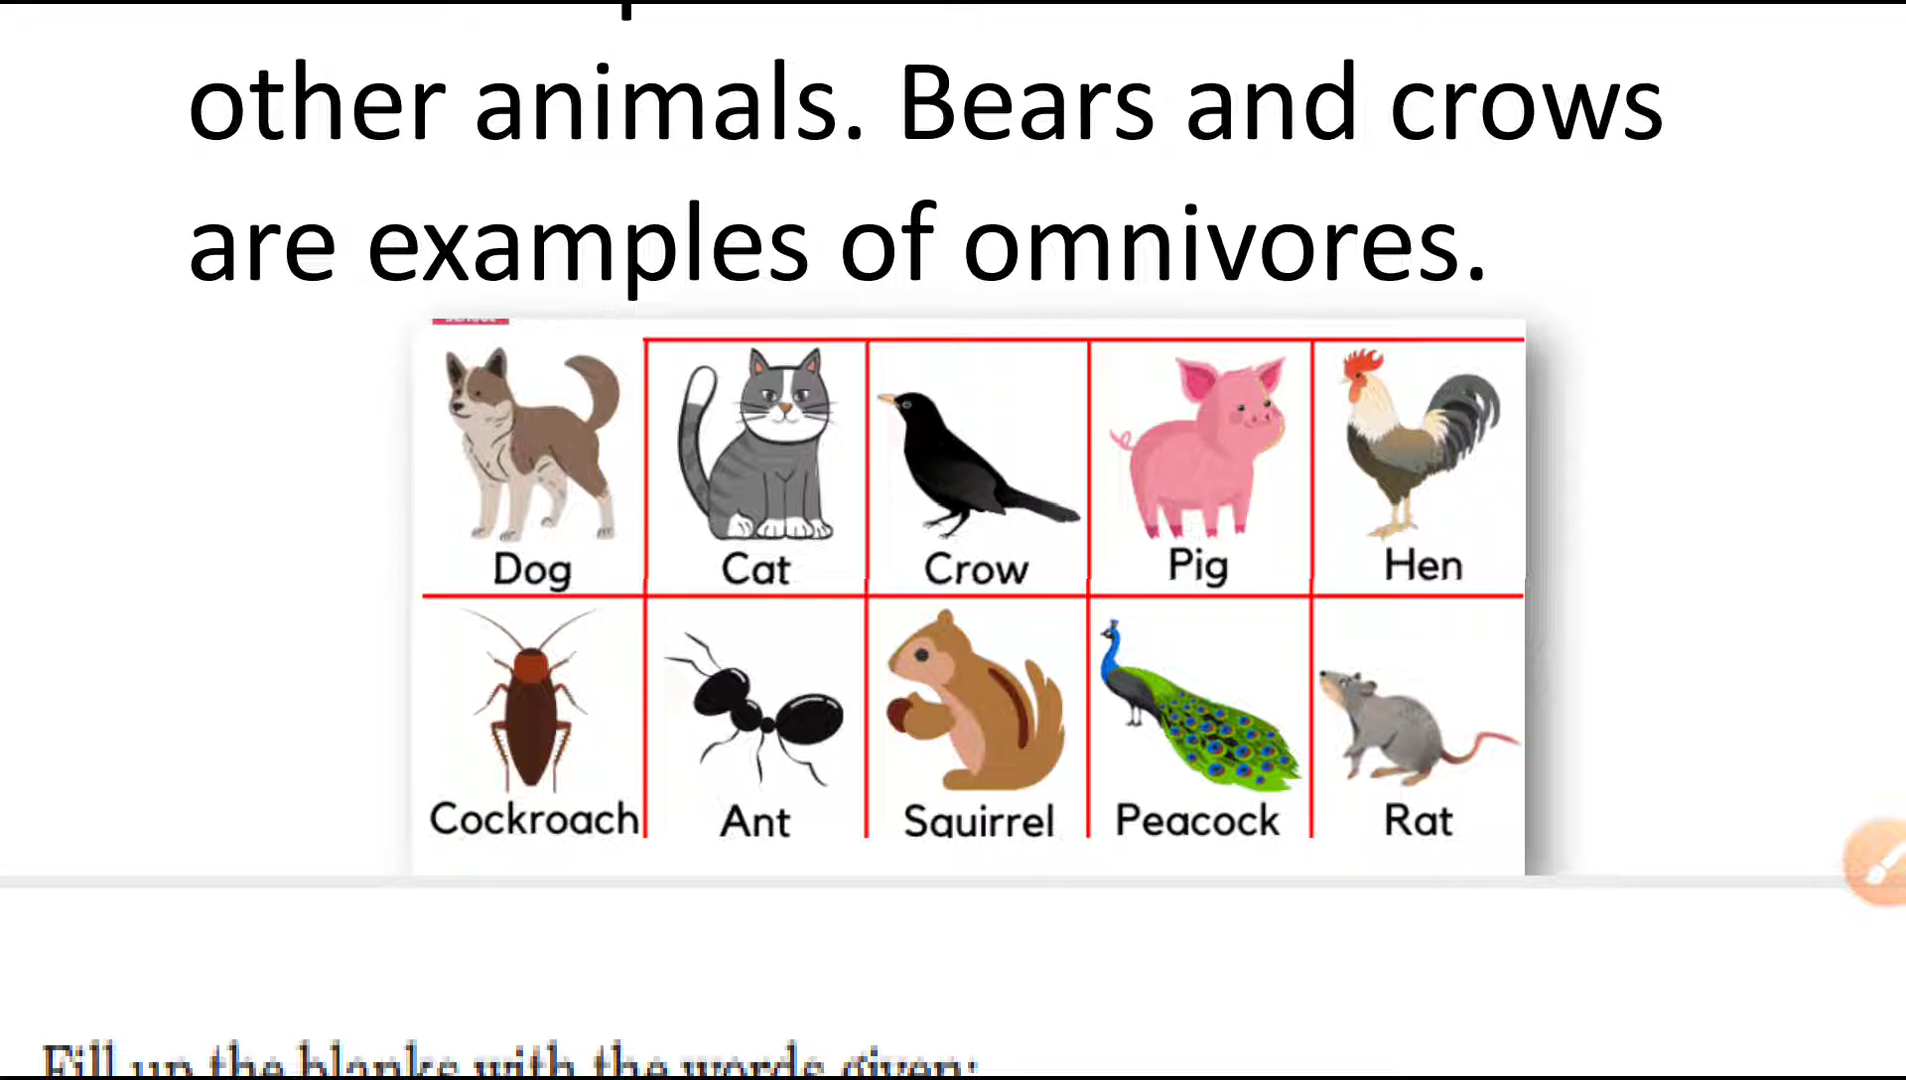 other animals. Bears and crows
are examples of omnivores.
Dog Cat Crow Pig Hen
Cockroach Ant Squirrel Peacock Rat
Fill up the blanks with the words given: